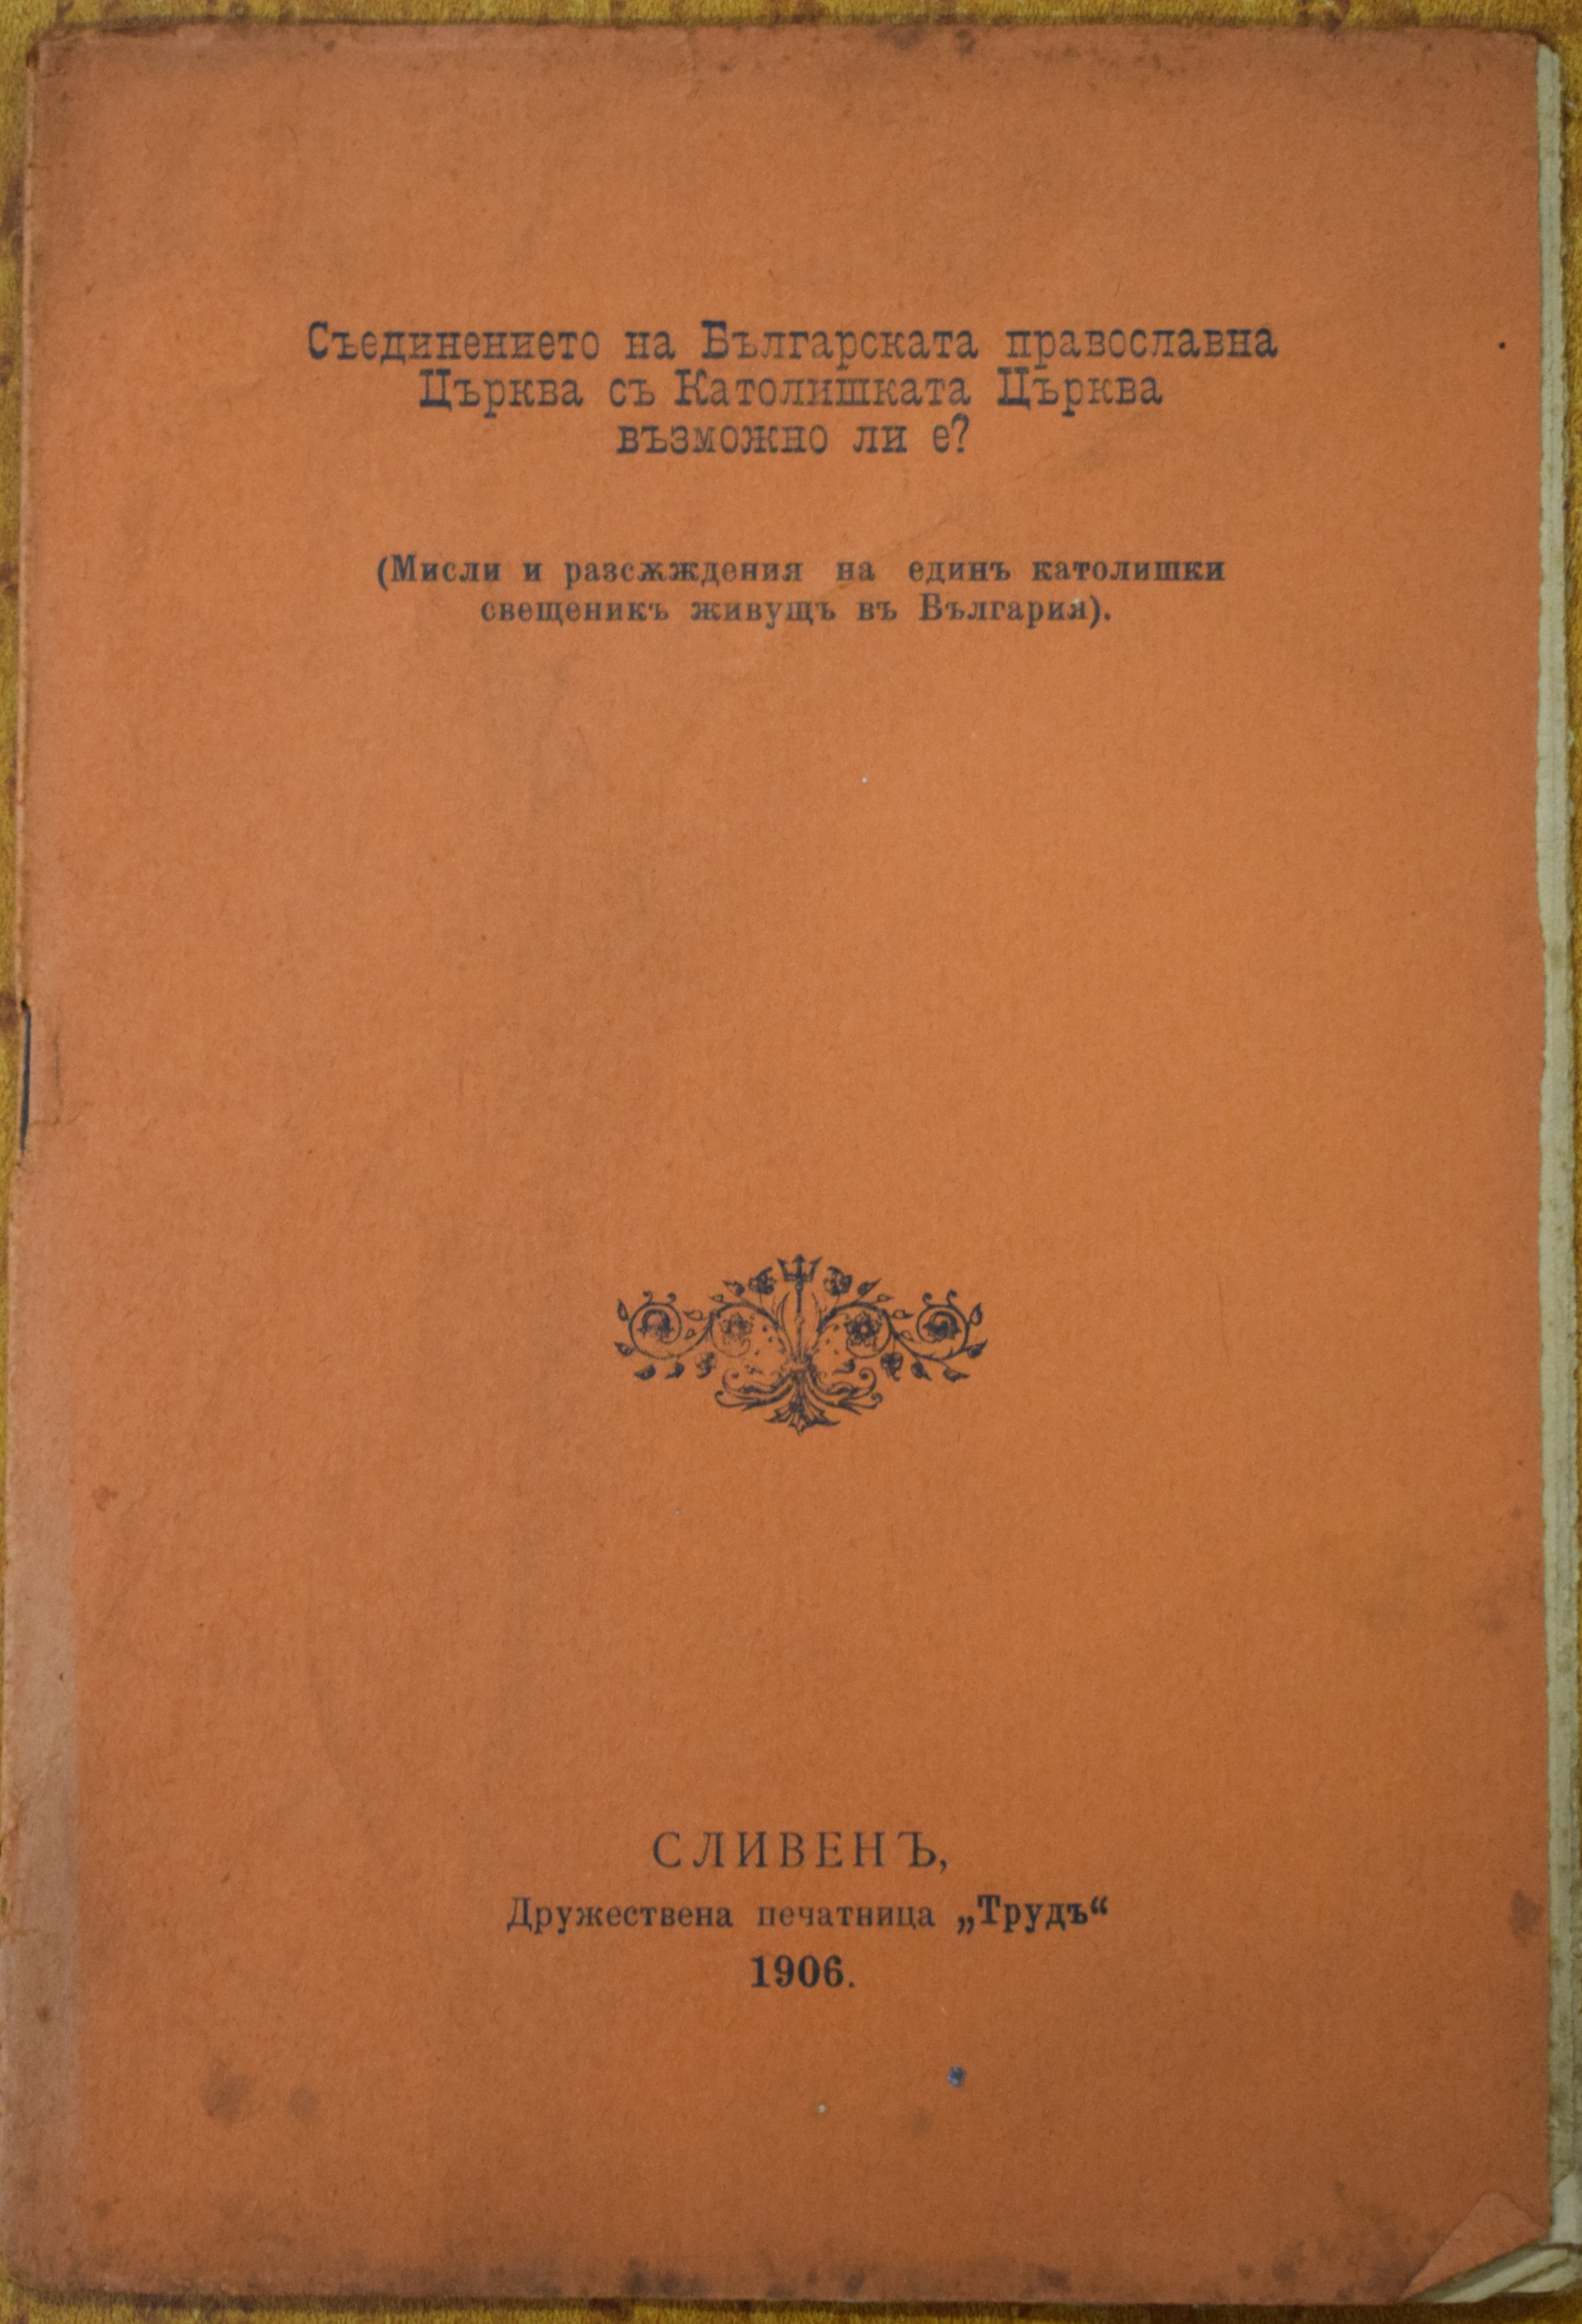 Съединението на Българската православна
Църква съ Католишката Църква
възможно ли е?
(Мисли и разсѫждения на единъ католишки
свещеникъ живущъ въ България).
СЛИВЕНЪ,
Дружествена печатница „Трудъ“
1906.